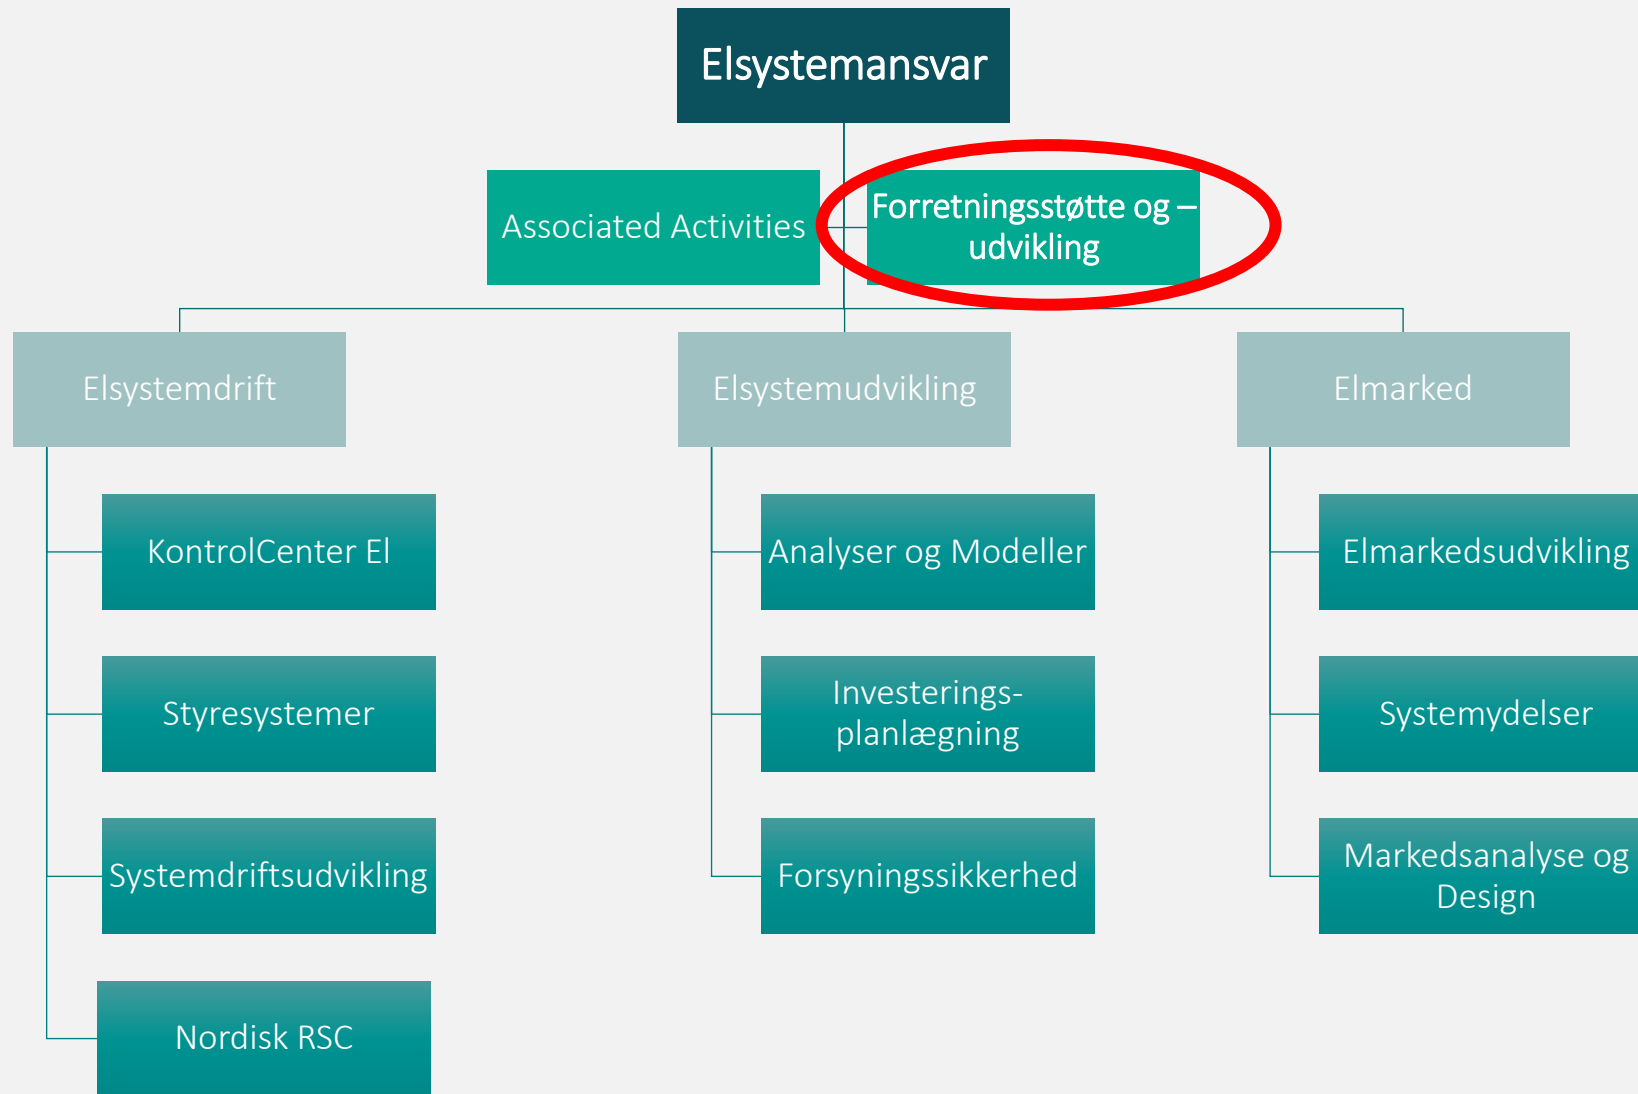 Elsystemansvar
Associated Activities
Forretningsstøtte og –
udvikling
Elsystemdrift
Elsystemudvikling
Elmarked
KontrolCenter El
Analyser og Modeller
Elmarkedsudvikling
Styresystemer
Investerings-
planlægning
Systemydelser
Systemdriftsudvikling
Forsyningssikkerhed
Markedsanalyse og
Design
Nordisk RSC